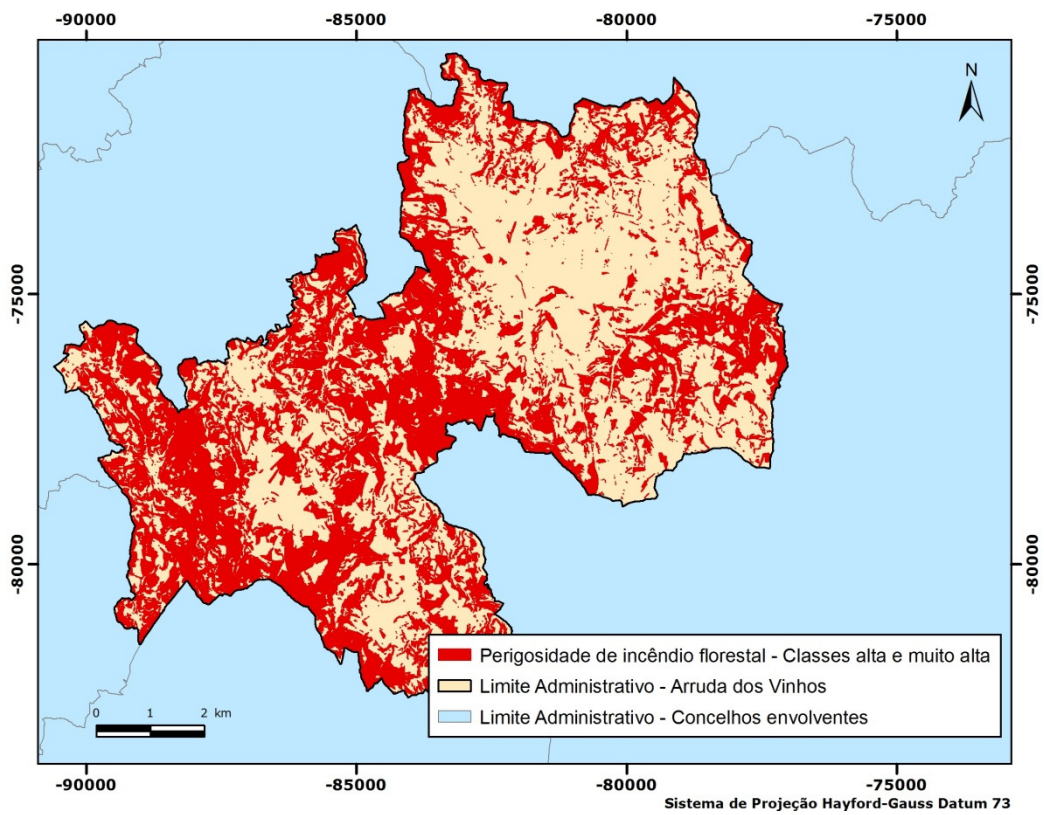 -90000
-85000
-80000
-75000
N
-75000
-75000
-80000
-80000
Perigosidade de incêndio florestal - Classes alta e muito alta
Limite Administrativo - Arruda dos Vinhos
Limite Administrativo - Concelhos envolventes
0 1 2 km
-90000
-85000
-80000
-75000
Sistema de Projeção Hayford-Gauss Datum 73